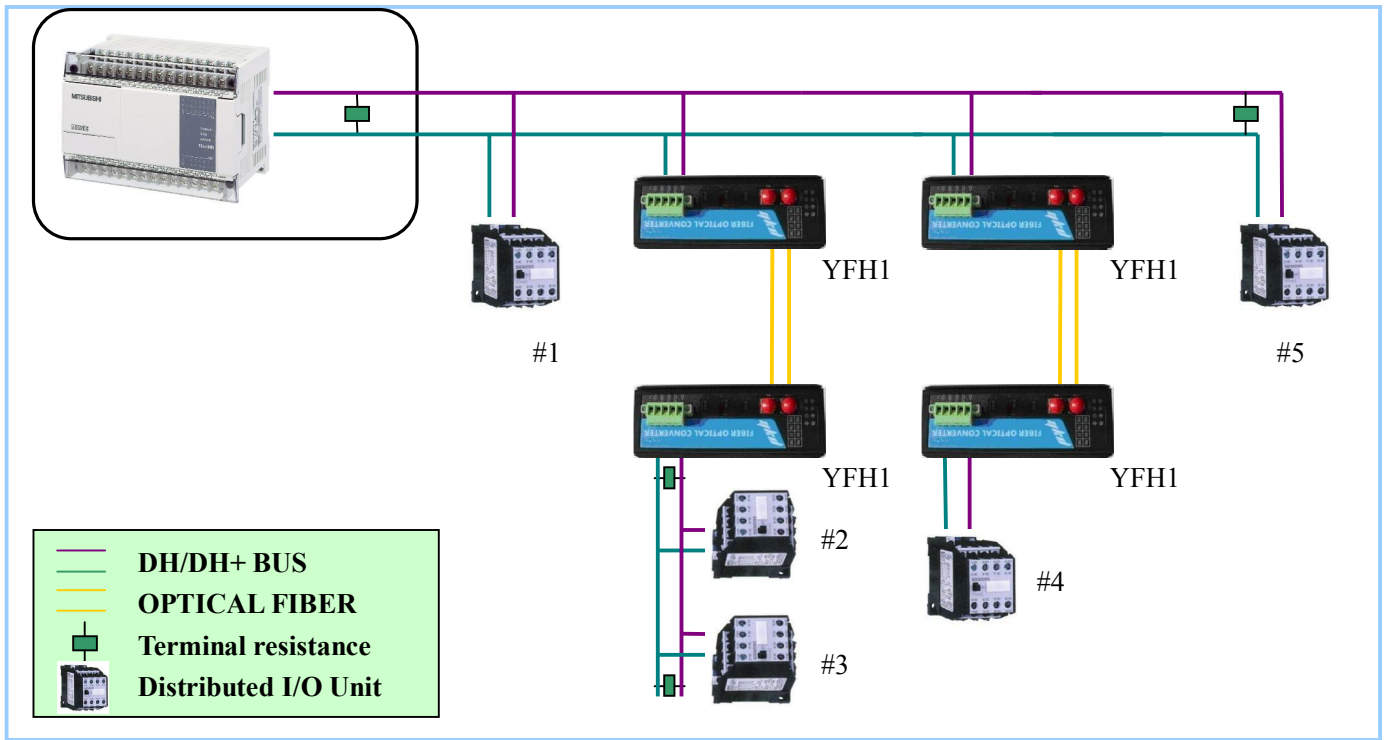 MITSUBISHI
#1
YFH1
YFH1
#5
YFH1
YFH1
FIBER OPTICAL CONVERTER
FIBER OPTICAL CONVERTER
FIBER OPTICAL CONVERTER
FIBER OPTICAL CONVERTER
#2
#3
#4
DH/DH+ BUS
OPTICAL FIBER
Terminal resistance
Distributed I/O Unit